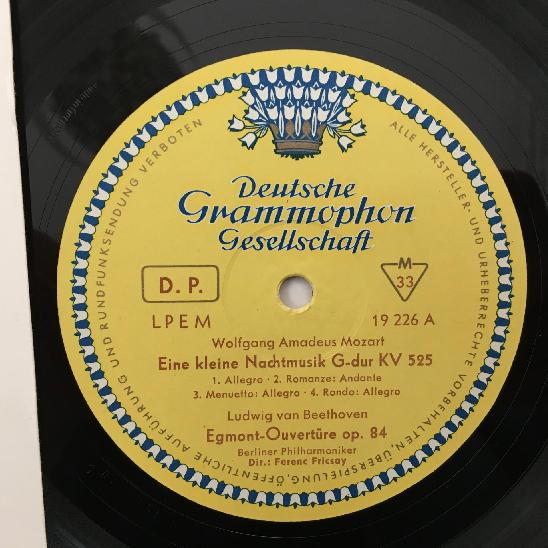 Deutsche
Grammophon
Gesellschaft
D. P.
M
33
LPEM
19 226 A
Wolfgang Amadeus Mozart
Eine kleine Nachtmusik G-dur KV 525
1. Allegro · 2. Romanze: Andante
3. Menuetto: Allegro · 4. Rondo: Allegro
Ludwig van Beethoven
Egmont-Ouvertüre op. 84
Berliner Philharmoniker
Dir.: Ferenc Fricsay
ALLE HERSTELLER- UND URHEBERRECHTE VORBEHALTEN, ÜBERSPIELUNG, ÖFFENTLICHE AUFFÜHRUNG UND RUNDFUNKSENDUNG VERBOTEN